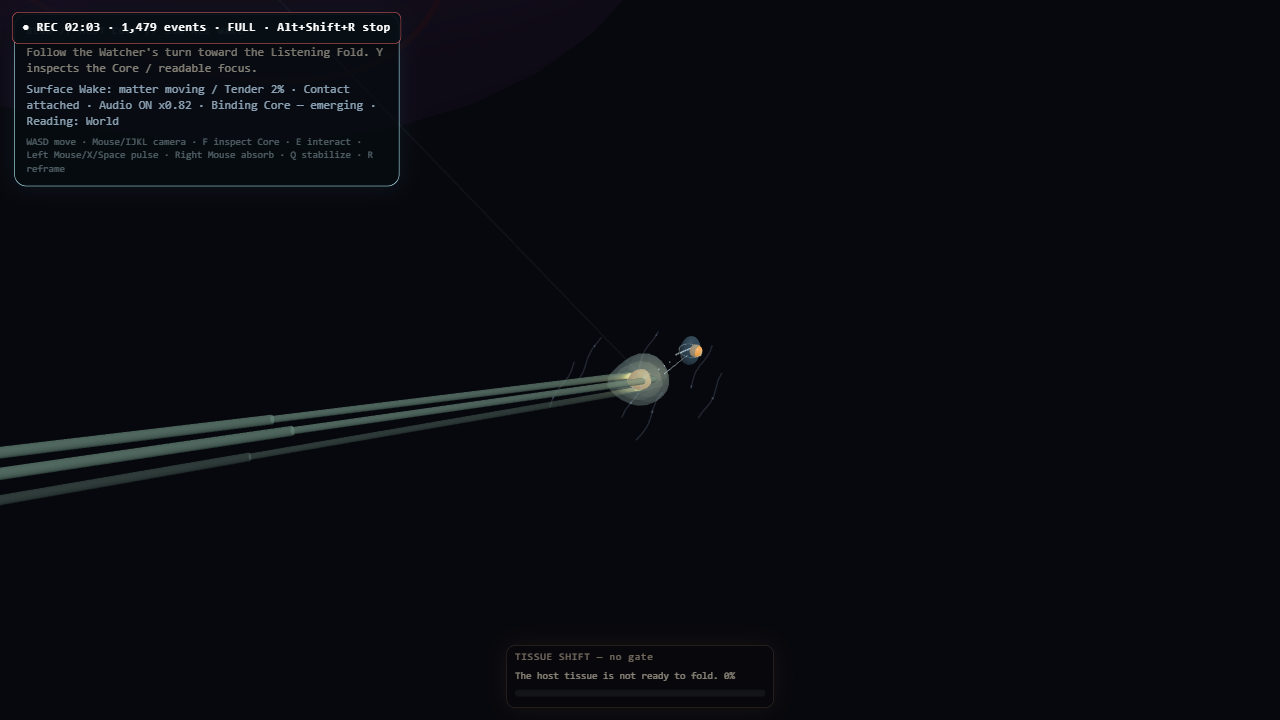 ● REC 02:03 · 1,479 events · FULL · Alt+Shift+R stop
Follow the Watcher's turn toward the Listening Fold. Y
inspects the Core / readable focus.
Surface Wake: matter moving / Tender 2% · Contact
attached · Audio ON x0.82 · Binding Core — emerging ·
Reading: World
WASD move · Mouse/IJKL camera · F inspect Core · E interact ·
Left Mouse/X/Space pulse · Right Mouse absorb · Q stabilize · R
reframe
TISSUE SHIFT — no gate
The host tissue is not ready to fold. 0%